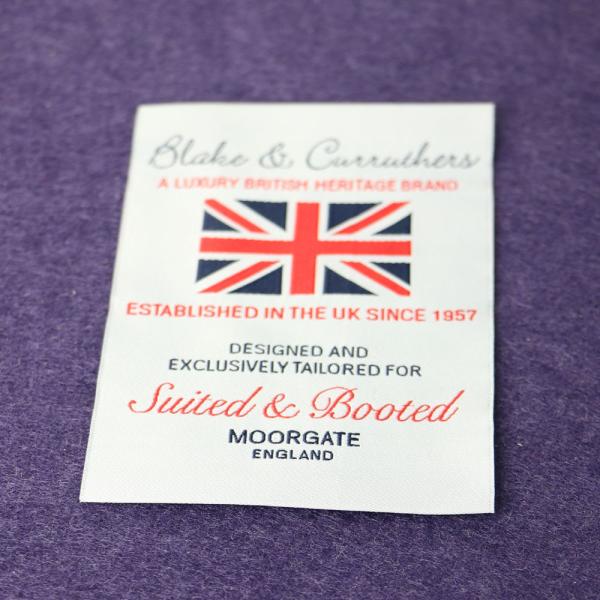 Blake & Curruthers
A LUXURY BRITISH HERITAGE BRAND
ESTABLISHED IN THE UK SINCE 1957
DESIGNED AND
EXCLUSIVELY TAILORED FOR
Suited & Booted
MOORGATE
ENGLAND